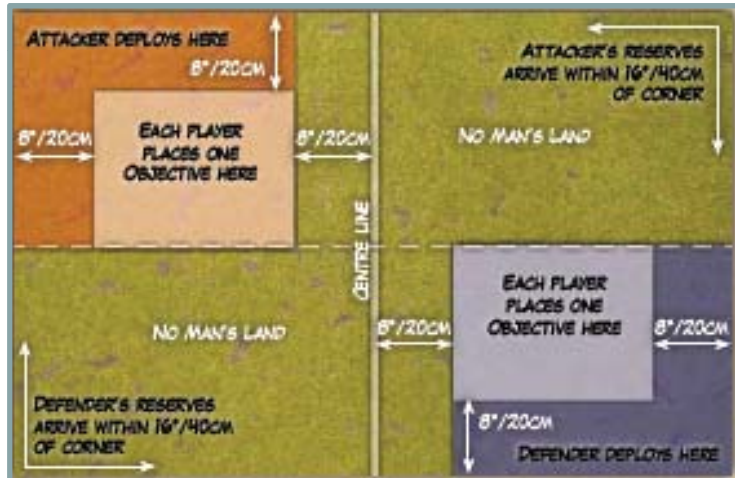 ATTACKER DEPLOYS HERE
8"/20CM
8"/20CM
EACH PLAYER
PLACES ONE
OBJECTIVE HERE
8"/20CM
ATTACKER'S RESERVES
ARRIVE WITHIN 16"/40CM
OF CORNER
NO MAN'S LAND
CENTRE LINE
NO MAN'S LAND
DEFENDER'S RESERVES
ARRIVE WITHIN 16"/40CM
OF CORNER
8"/20CM
EACH PLAYER
PLACES ONE
OBJECTIVE HERE
8"/20CM
8"/20CM
DEFENDER DEPLOYS HERE